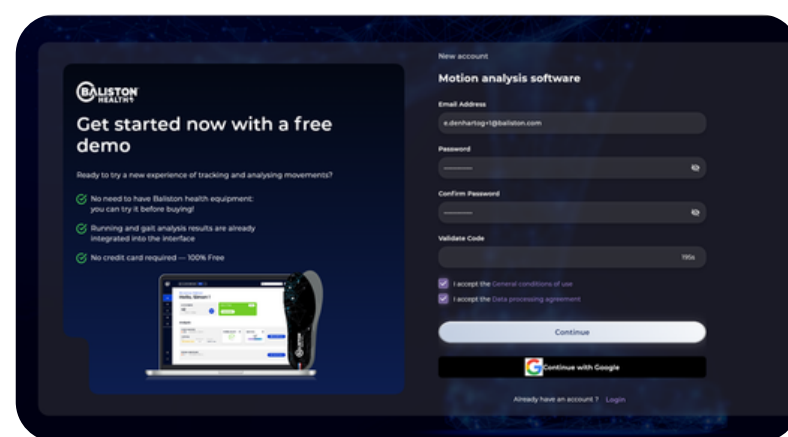 BALISTON
HEALTH
Get started now with a free
demo
Ready to try a new experience of tracking and analysing movements?
No need to have Baliston health equipment:
you can try it before buying!
Running and gait analysis results are already
integrated into the interface
No credit card required — 100% Free
Hello, Simon !
BALISTON
New account
Motion analysis software
Email Address
e.denhartog+1@baliston.com
Password
Confirm Password
Validate Code
195s
I accept the General conditions of use
I accept the Data processing agreement
Continue
Continue with Google
Already have an account ? Login